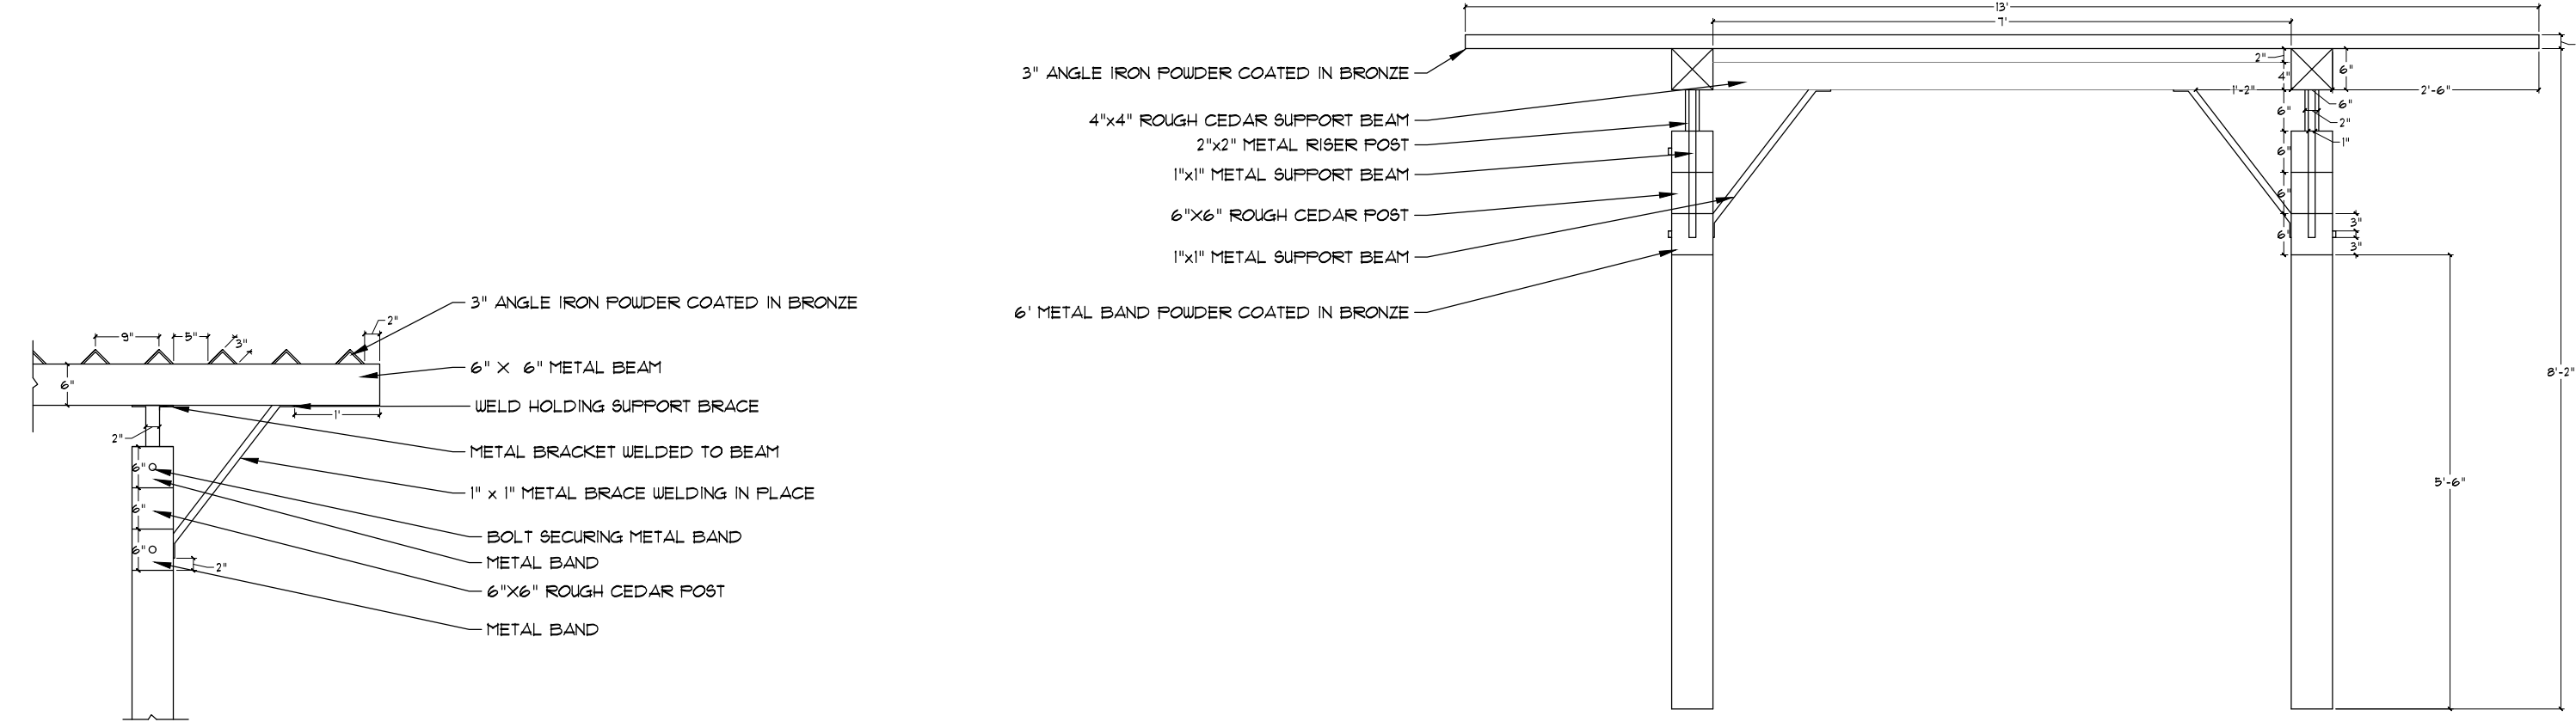 3" ANGLE IRON POWDER COATED IN BRONZE
2"
9"
5"
3"
6" X 6" METAL BEAM
6"
WELD HOLDING SUPPORT BRACE
1'
2"
METAL BRACKET WELDED TO BEAM
6"
1" x 1" METAL BRACE WELDING IN PLACE
6"
BOLT SECURING METAL BAND
6"
METAL BAND
2"
6"X6" ROUGH CEDAR POST
METAL BAND
13'
7'
3" ANGLE IRON POWDER COATED IN BRONZE
2"
6"
4"
1'-2"
2'-6"
4"x4" ROUGH CEDAR SUPPORT BEAM
6"
6"
2"
2"x2" METAL RISER POST
1"
6"
1"x1" METAL SUPPORT BEAM
6"
6"X6" ROUGH CEDAR POST
3"
6"
3"
1"x1" METAL SUPPORT BEAM
6' METAL BAND POWDER COATED IN BRONZE
8'-2"
5'-6"